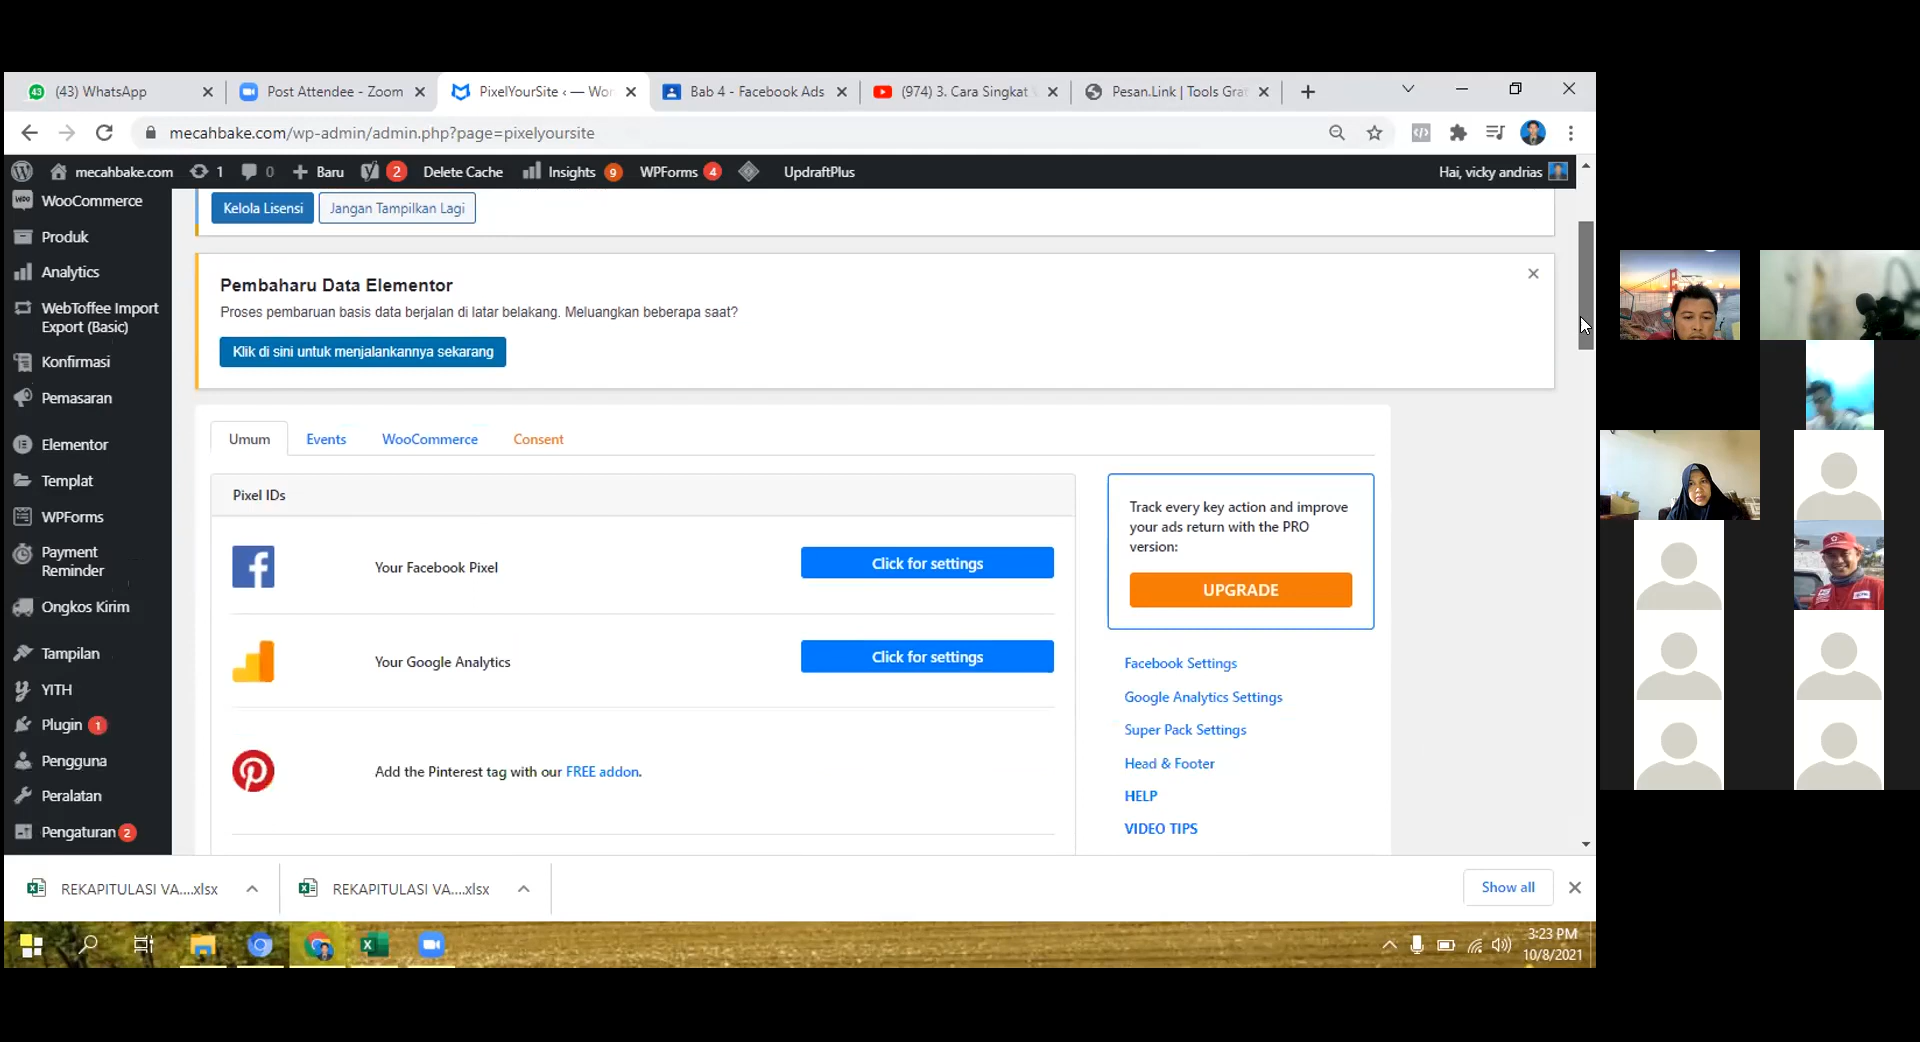 (43) WhatsApp
Post Attendee - Zoom
PixelYourSite ‹ — Wor
Bab 4 - Facebook Ads
(974) 3. Cara Singkat
Pesan.Link | Tools Grat
mecahbake.com/wp-admin/admin.php?page=pixelyoursite
mecahbake.com
1
0
Baru
2
Delete Cache
Insights 9
WPForms 4
UpdraftPlus
Hai, vicky andrias
WooCommerce
Produk
Analytics
WebToffee Import
Export (Basic)
Konfirmasi
Pemasaran
Elementor
Templat
WPForms
Payment
Reminder
Ongkos Kirim
Tampilan
YITH
Plugin 1
Pengguna
Peralatan
Pengaturan 2
Kelola Lisensi
Jangan Tampilkan Lagi
Pembaharu Data Elementor
Proses pembaruan basis data berjalan di latar belakang. Meluangkan beberapa saat?
Klik di sini untuk menjalankannya sekarang
Umum
Events
WooCommerce
Consent
Pixel IDs
Your Facebook Pixel
Click for settings
Your Google Analytics
Click for settings
Add the Pinterest tag with our FREE addon.
Track every key action and improve
your ads return with the PRO
version:
UPGRADE
Facebook Settings
Google Analytics Settings
Super Pack Settings
Head & Footer
HELP
VIDEO TIPS
REKAPITULASI VA....xlsx
REKAPITULASI VA....xlsx
Show all
3:23 PM
10/8/2021